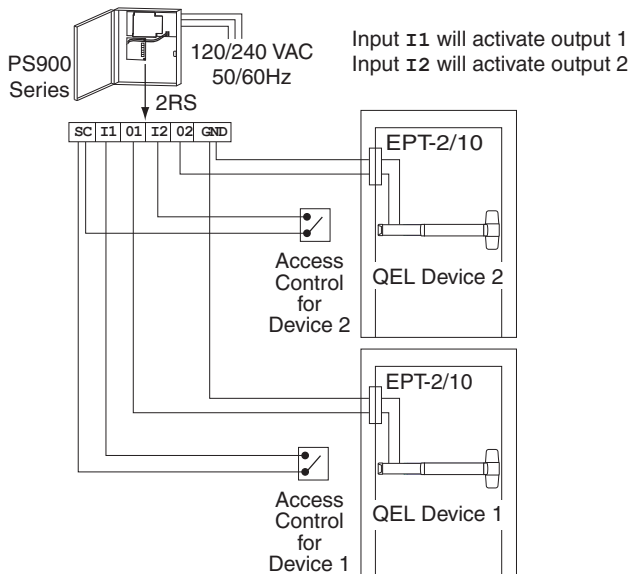 120/240 VAC
50/60Hz
PS900
Series
2RS
Input I1 will activate output 1
Input I2 will activate output 2
SC I1 01 I2 02 GND
EPT-2/10
Access
Control
for
Device 2
QEL Device 2
EPT-2/10
Access
Control
for
Device 1
QEL Device 1